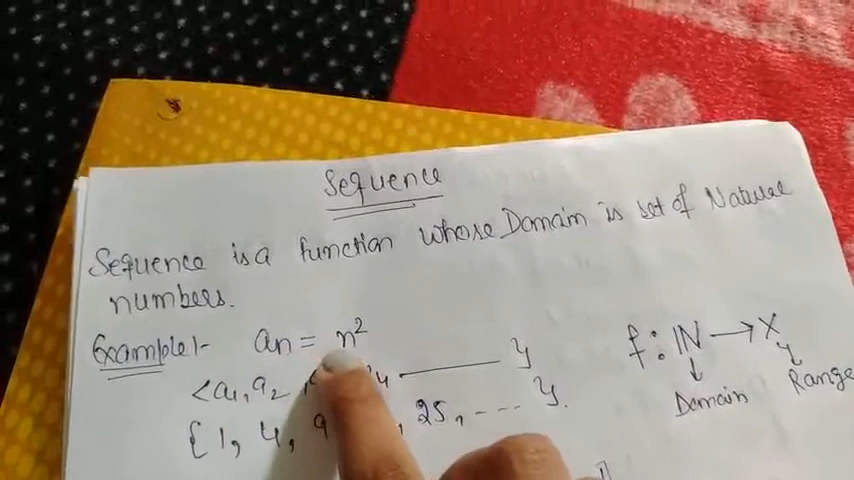 Sequence
Sequence is a function whose Domain is set of Natural
numbers.
Example:- an = n²
<a₁, a₂
f: ℕ → X
Domain
Range
{1, 4, 9, 25, ---}.